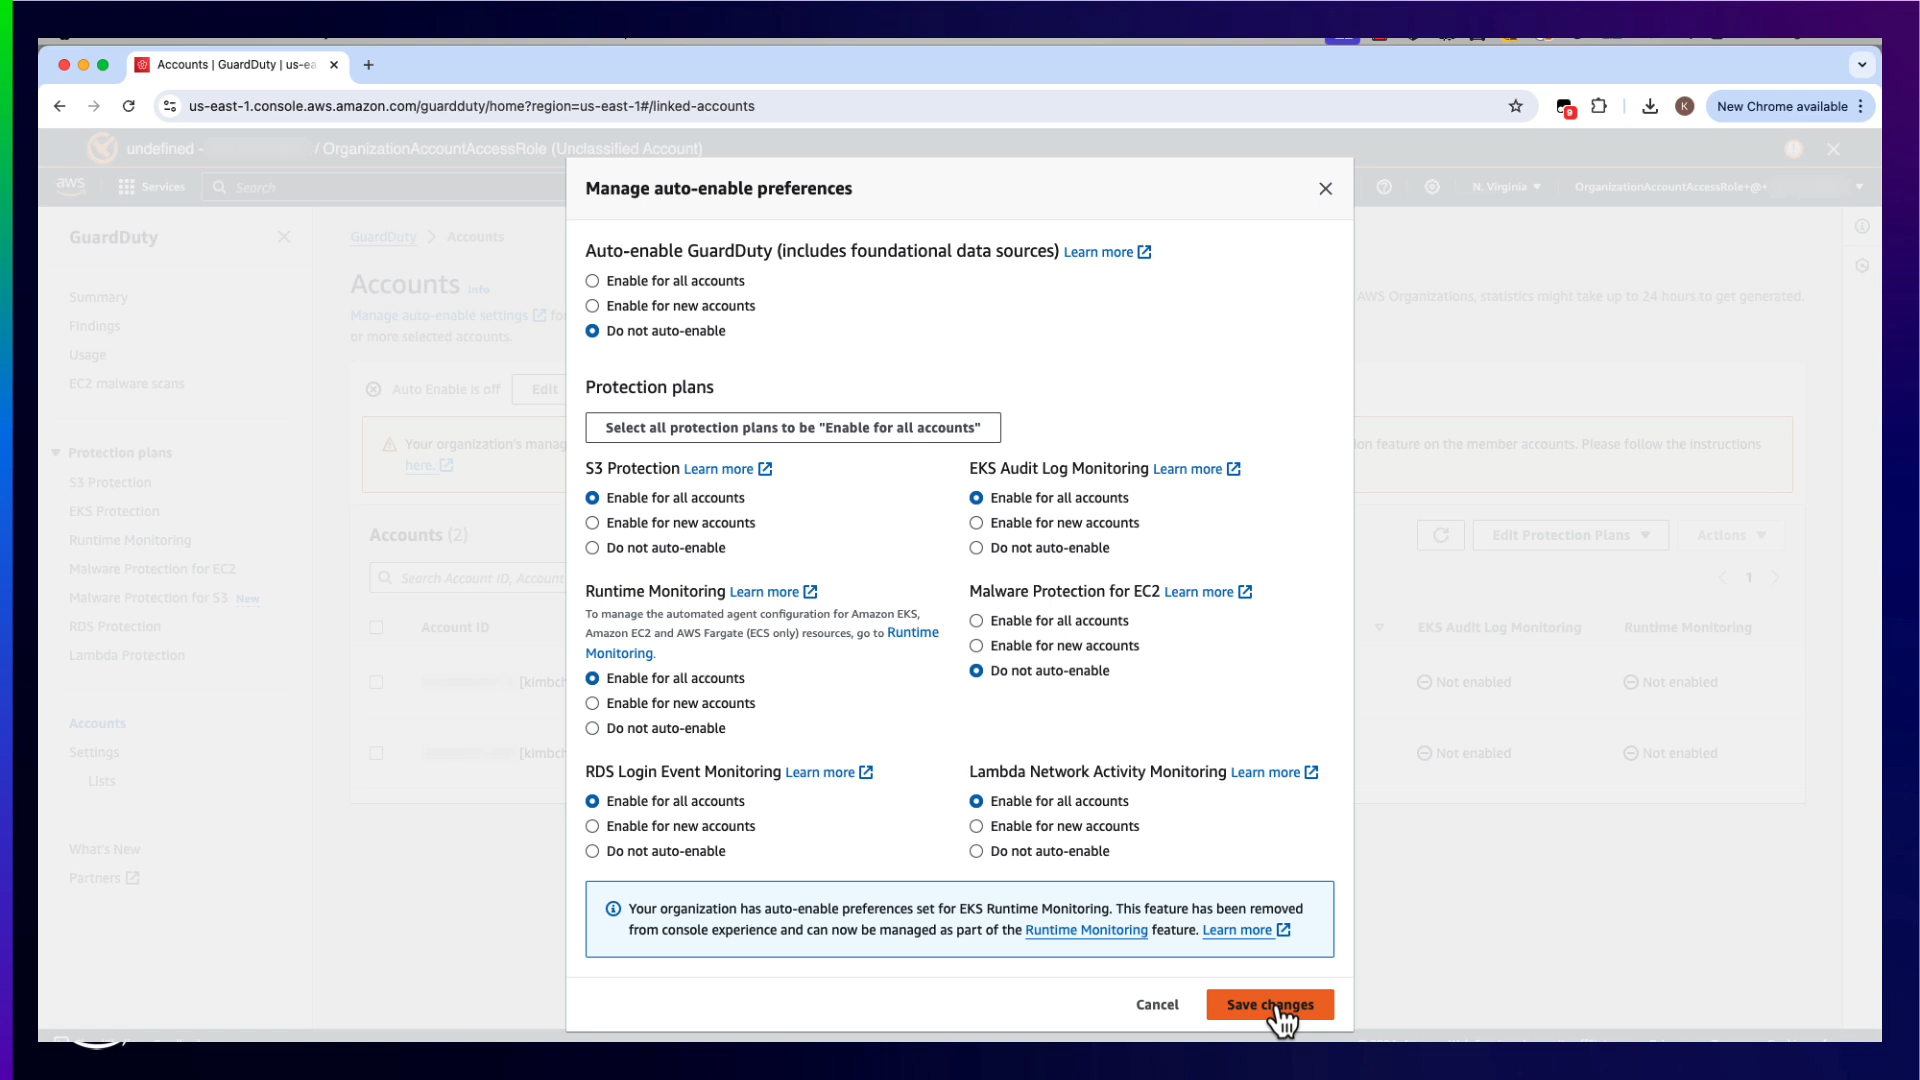 Accounts | GuardDuty | us-ea
us-east-1.console.aws.amazon.com/guardduty/home?region=us-east-1#/linked-accounts
9
K
New Chrome available
undefined -
/ OrganizationAccountAccessRole (Unclassified Account)
aws
Services
Search
N. Virginia
OrganizationAccountAccessRole+@+
Manage auto-enable preferences
GuardDuty
GuardDuty
Accounts
Auto-enable GuardDuty (includes foundational data sources) Learn more
Enable for all accounts
Enable for new accounts
Do not auto-enable
Accounts Info
AWS Organizations, statistics might take up to 24 hours to get generated.
Manage auto-enable settings
or more selected accounts.
Summary
Findings
Usage
EC2 malware scans
Auto Enable is off
Edit
Protection plans
Select all protection plans to be "Enable for all accounts"
Your organization's manag
feature on the member accounts. Please follow the instructions
here.
Protection plans
S3 Protection
EKS Protection
Runtime Monitoring
Malware Protection for EC2
Malware Protection for S3 New
RDS Protection
Lambda Protection
S3 Protection Learn more
Enable for all accounts
Enable for new accounts
Do not auto-enable
EKS Audit Log Monitoring Learn more
Enable for all accounts
Enable for new accounts
Do not auto-enable
Accounts (2)
Edit Protection Plans
Actions
Search Account ID, Account
1
Runtime Monitoring Learn more
To manage the automated agent configuration for Amazon EKS,
Amazon EC2 and AWS Fargate (ECS only) resources, go to Runtime
Monitoring.
Enable for all accounts
Enable for new accounts
Do not auto-enable
Malware Protection for EC2 Learn more
Enable for all accounts
Enable for new accounts
Do not auto-enable
Account ID
EKS Audit Log Monitoring
Runtime Monitoring
[kimbch
Not enabled
Not enabled
[kimbch
Not enabled
Not enabled
Accounts
Settings
Lists
What's New
Partners
RDS Login Event Monitoring Learn more
Enable for all accounts
Enable for new accounts
Do not auto-enable
Lambda Network Activity Monitoring Learn more
Enable for all accounts
Enable for new accounts
Do not auto-enable
Your organization has auto-enable preferences set for EKS Runtime Monitoring. This feature has been removed
from console experience and can now be managed as part of the Runtime Monitoring feature. Learn more
Cancel
Save changes